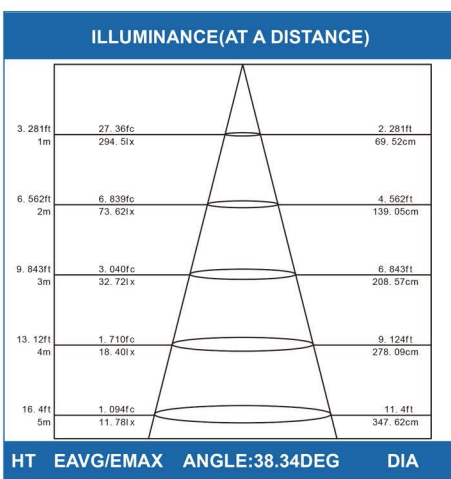 ILLUMINANCE(AT A DISTANCE)
3.281ft 27.36fc 2.281ft
1m 294.5lx 69.52cm
6.562ft 6.839fc 4.562ft
2m 73.62lx 139.05cm
9.843ft 3.040fc 6.843ft
3m 32.72lx 208.57cm
13.12ft 1.710fc 9.124ft
4m 18.40lx 278.09cm
16.4ft 1.094fc 11.4ft
5m 11.78lx 347.62cm
HT EAVG/EMAX ANGLE:38.34DEG DIA